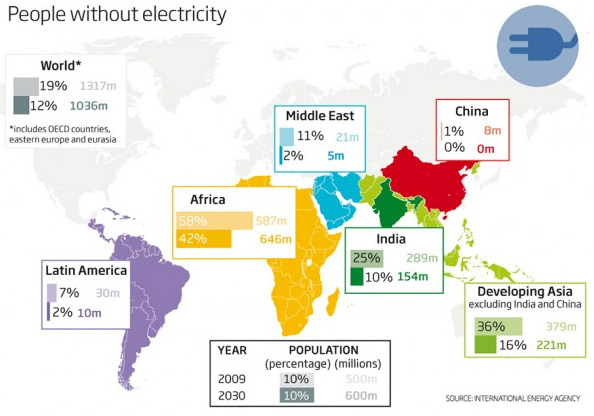 People without electricity
World*
19% 1317m
12% 1036m
*includes OECD countries,
eastern europe and eurasia
Middle East
11% 21m
2% 5m
China
1% 8m
0% 0m
Africa
58% 587m
42% 646m
India
25% 289m
10% 154m
Latin America
7% 30m
2% 10m
Developing Asia
excluding India and China
36% 379m
16% 221m
YEAR POPULATION
(percentage) (millions)
2009 10% 500m
2030 10% 600m
SOURCE: INTERNATIONAL ENERGY AGENCY